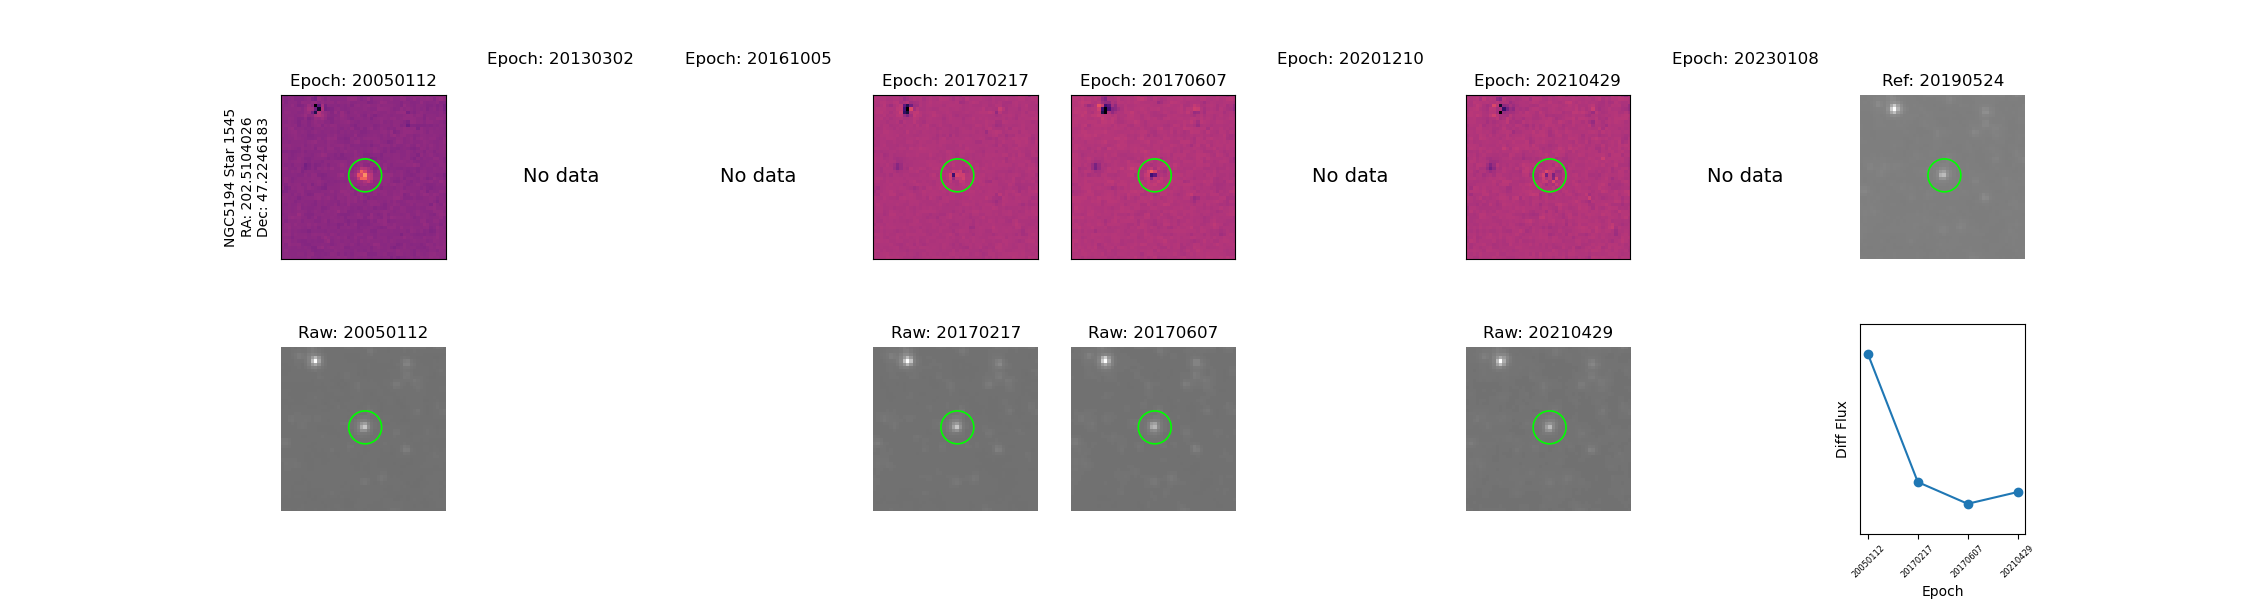 Epoch: 20050112
Epoch: 20130302
Epoch: 20161005
Epoch: 20170217
Epoch: 20170607
Epoch: 20201210
Epoch: 20210429
Epoch: 20230108
Ref: 20190524
NGC5194 Star 1545
RA: 202.5104026
Dec: 47.2246183
No data
No data
No data
No data
Raw: 20050112
Raw: 20170217
Raw: 20170607
Raw: 20210429
Diff Flux
20050112
20170217
20170607
20210429
Epoch